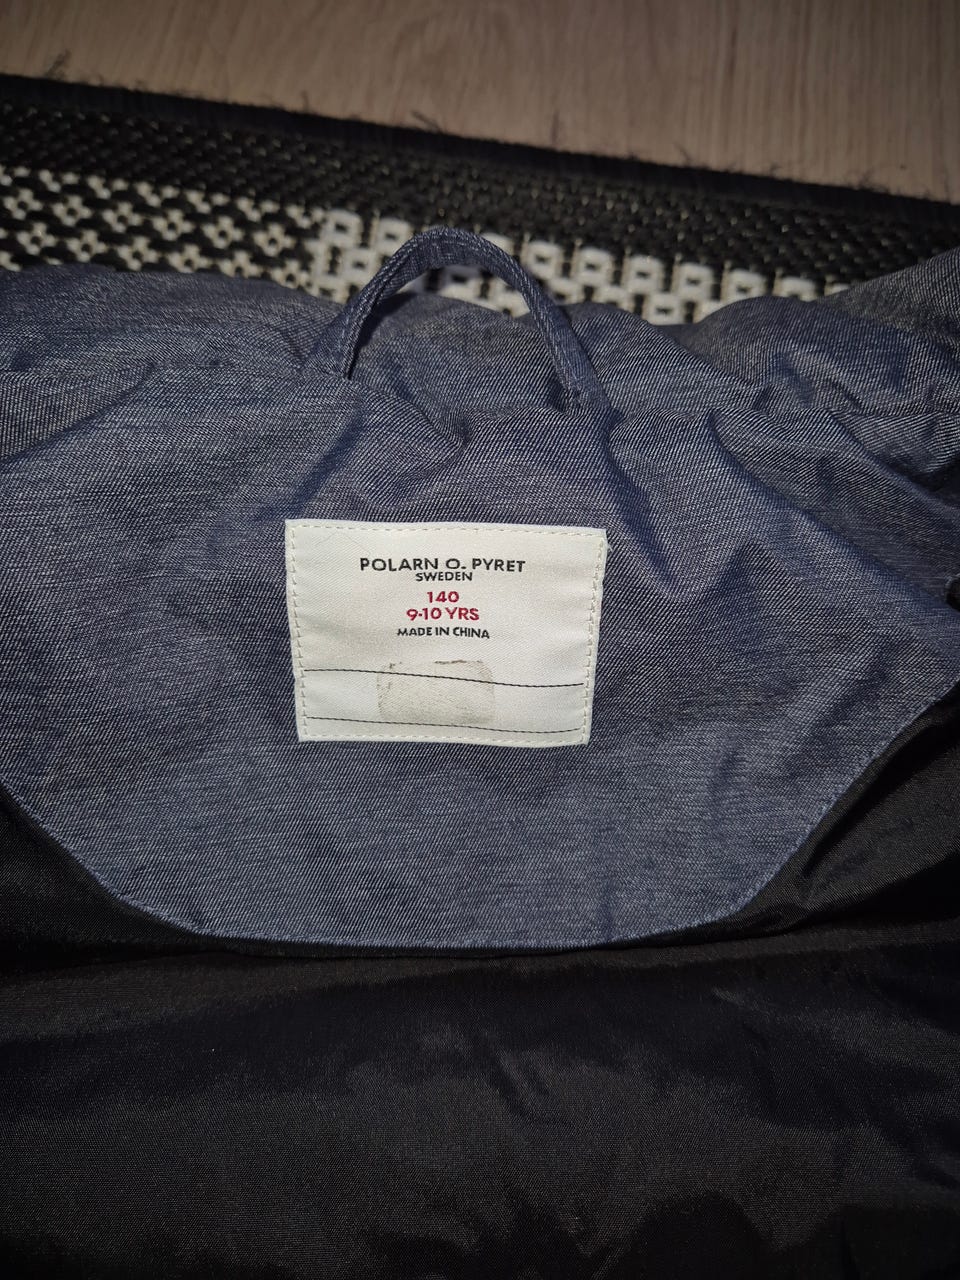 POLARN O. PYRET
SWEDEN
140
9-10 YRS
MADE IN CHINA